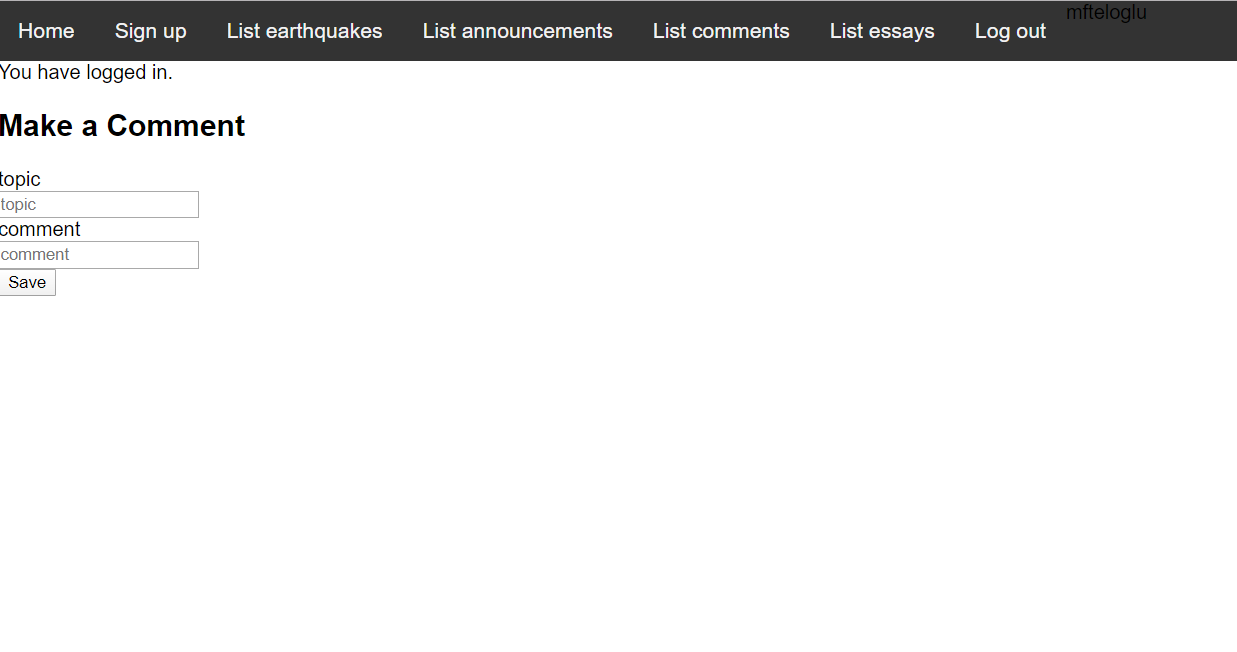 Home Sign up List earthquakes List announcements List comments List essays Log out mfteloglu
You have logged in.
Make a Comment
topic
topic
comment
comment
Save